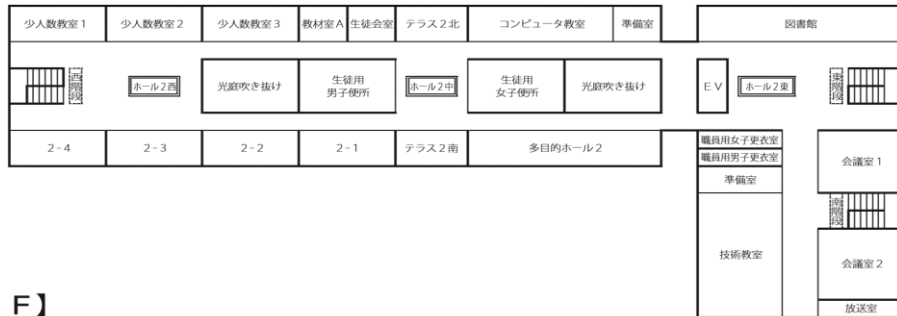 少人数教室1 少人数教室2 少人数教室3 教材室A 生徒会室 テラス2北 コンピュータ教室 準備室 図書館
西階段 ホール2西 光庭吹き抜け 生徒用男子便所 ホール2中 生徒用女子便所 光庭吹き抜け EV ホール2東 東階段
2-4 2-3 2-2 2-1 テラス2南 多目的ホール2 職員用女子更衣室 会議室1
職員用男子更衣室
準備室
南階段
技術教室 会議室2
F】 放送室